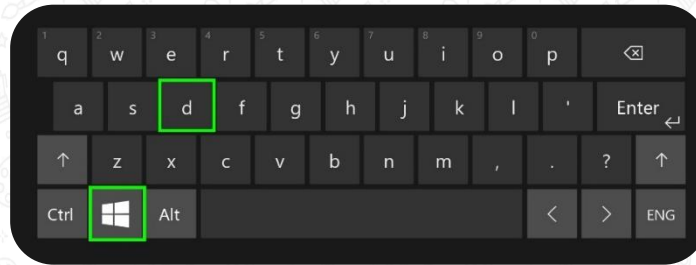 1 2 3 4 5 6 7 8 9 0
q w e r t y u i o p
a s d f g h j k l ' Enter
z x c v b n m , . ?
Ctrl Alt < > ENG